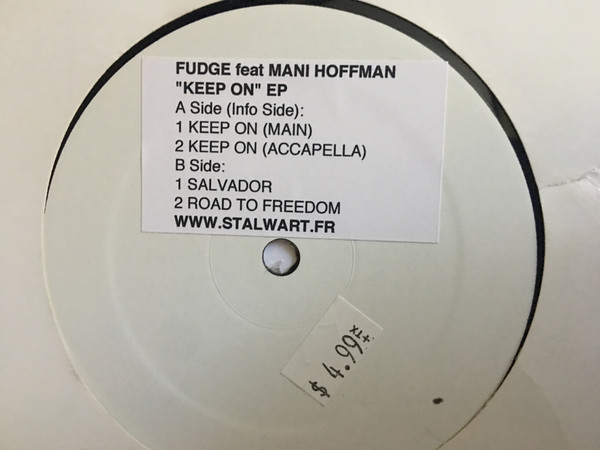 FUDGE feat MANI HOFFMAN
"KEEP ON" EP
A Side (Info Side):
1 KEEP ON (MAIN)
2 KEEP ON (ACCAPELLA)
B Side:
1 SALVADOR
2 ROAD TO FREEDOM
WWW.STALWART.FR
$ 4.99